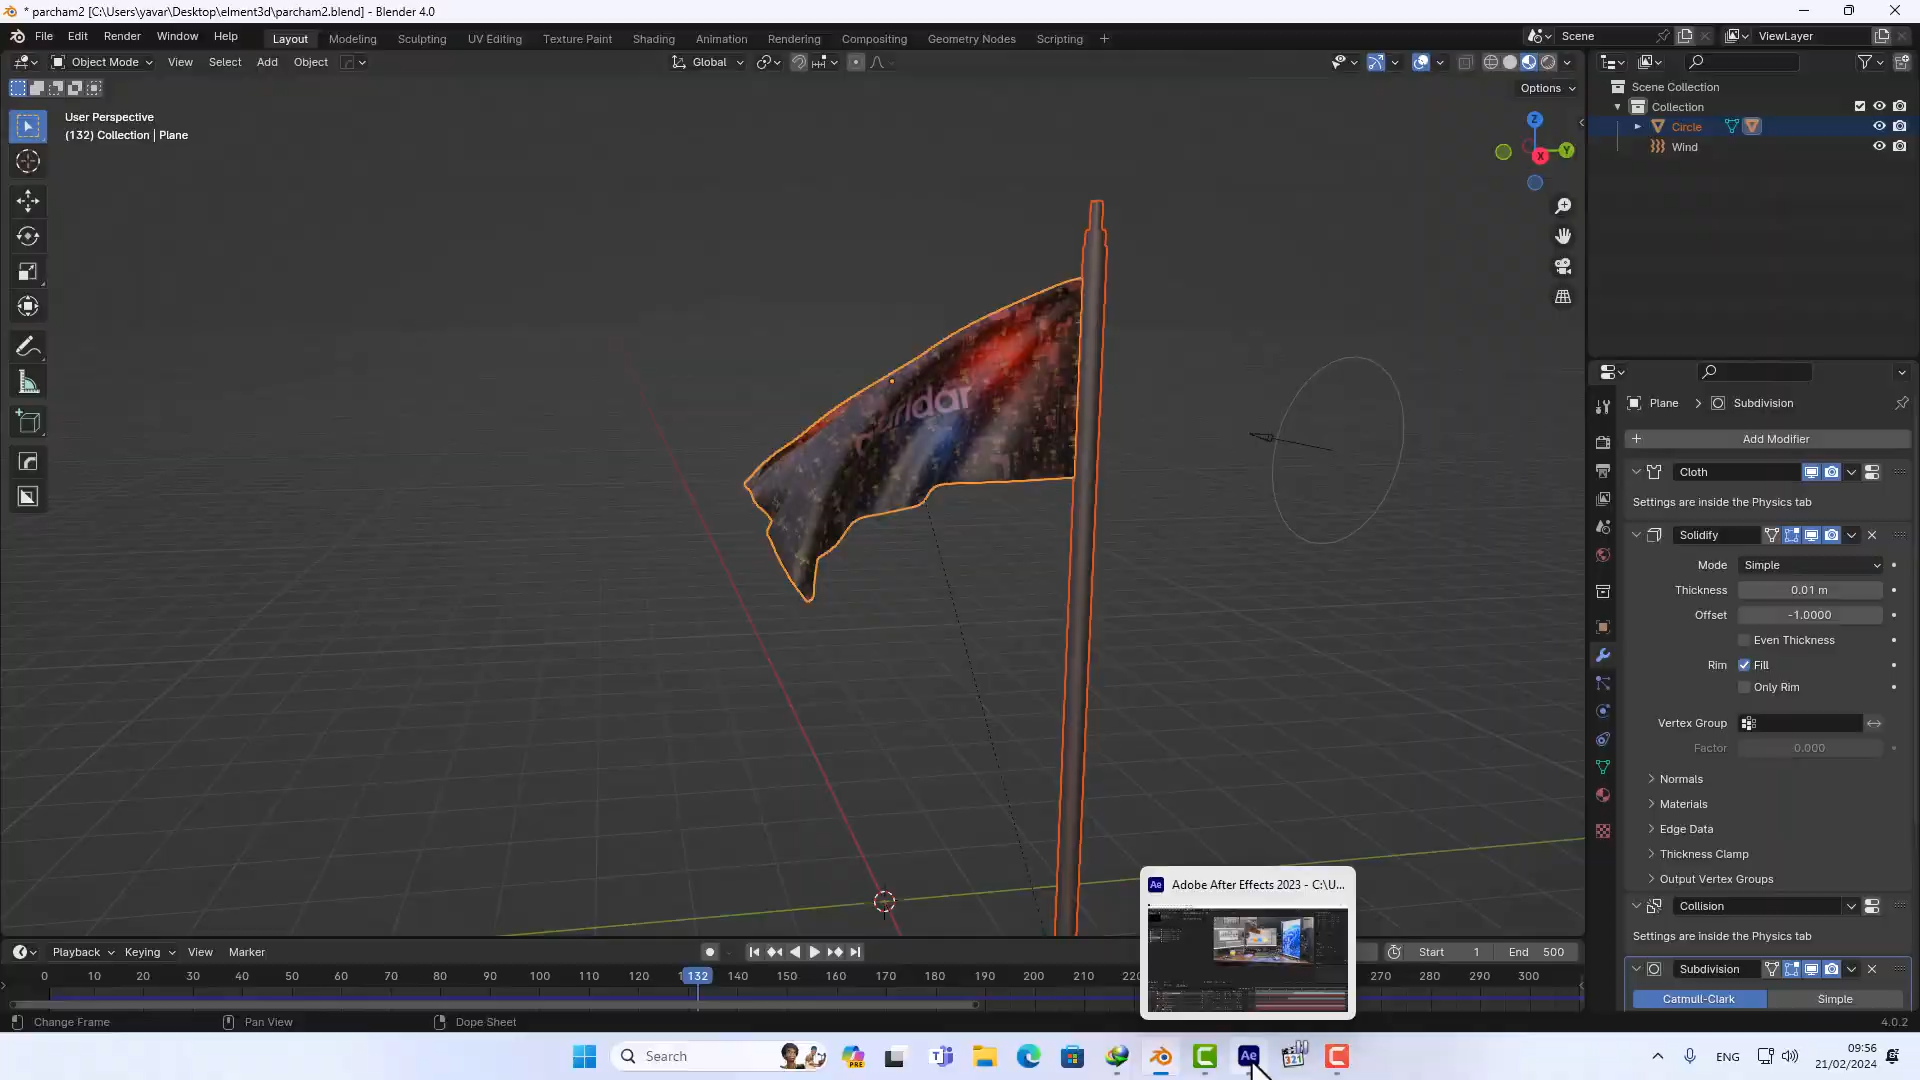 * parcham2 [C:\Users\yavar\Desktop\elment3d\parcham2.blend] - Blender 4.0
File Edit Render Window Help Layout Modeling Sculpting UV Editing Texture Paint Shading Animation Rendering Compositing Geometry Nodes Scripting + Scene ViewLayer
Object Mode View Select Add Object Global
Options
User Perspective
(132) Collection | Plane
Z
Y
X
Scene Collection
Collection
Circle
Wind
Plane > Subdivision
+ Add Modifier
Cloth
Settings are inside the Physics tab
Solidify
Mode Simple
Thickness 0.01 m
Offset -1.0000
Even Thickness
Rim Fill
Only Rim
Vertex Group
Factor 0.000
Normals
Materials
Edge Data
Thickness Clamp
Output Vertex Groups
Collision
Settings are inside the Physics tab
Subdivision
Catmull-Clark Simple
Adobe After Effects 2023 - C:\U...
Playback Keying View Marker Start 1 End 500
0 10 20 30 40 50 60 70 80 90 100 110 120 132 140 150 160 170 180 190 200 210 270 280 290 300
Change Frame Pan View Dope Sheet 4.0.2
Search PRE Ae 321 C ENG 09:56
21/02/2024